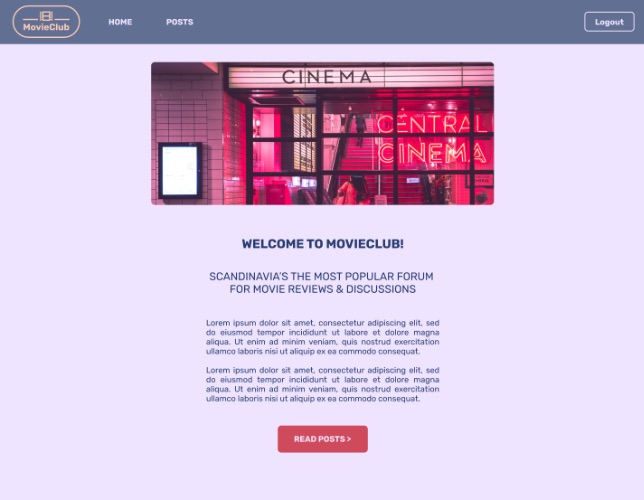 MovieClub
HOME
POSTS
Logout
CINEMA
CENTRAL
CINEMA
WELCOME TO MOVIECLUB!
SCANDINAVIA'S THE MOST POPULAR FORUM
FOR MOVIE REVIEWS & DISCUSSIONS
Lorem ipsum dolor sit amet, consectetur adipiscing elit, sed
do eiusmod tempor incididunt ut labore et dolore magna
aliqua. Ut enim ad minim veniam, quis nostrud exercitation
ullamco laboris nisi ut aliquip ex ea commodo consequat.
Lorem ipsum dolor sit amet, consectetur adipiscing elit, sed
do eiusmod tempor incididunt ut labore et dolore magna
aliqua. Ut enim ad minim veniam, quis nostrud exercitation
ullamco laboris nisi ut aliquip ex ea commodo consequat.
READ POSTS >